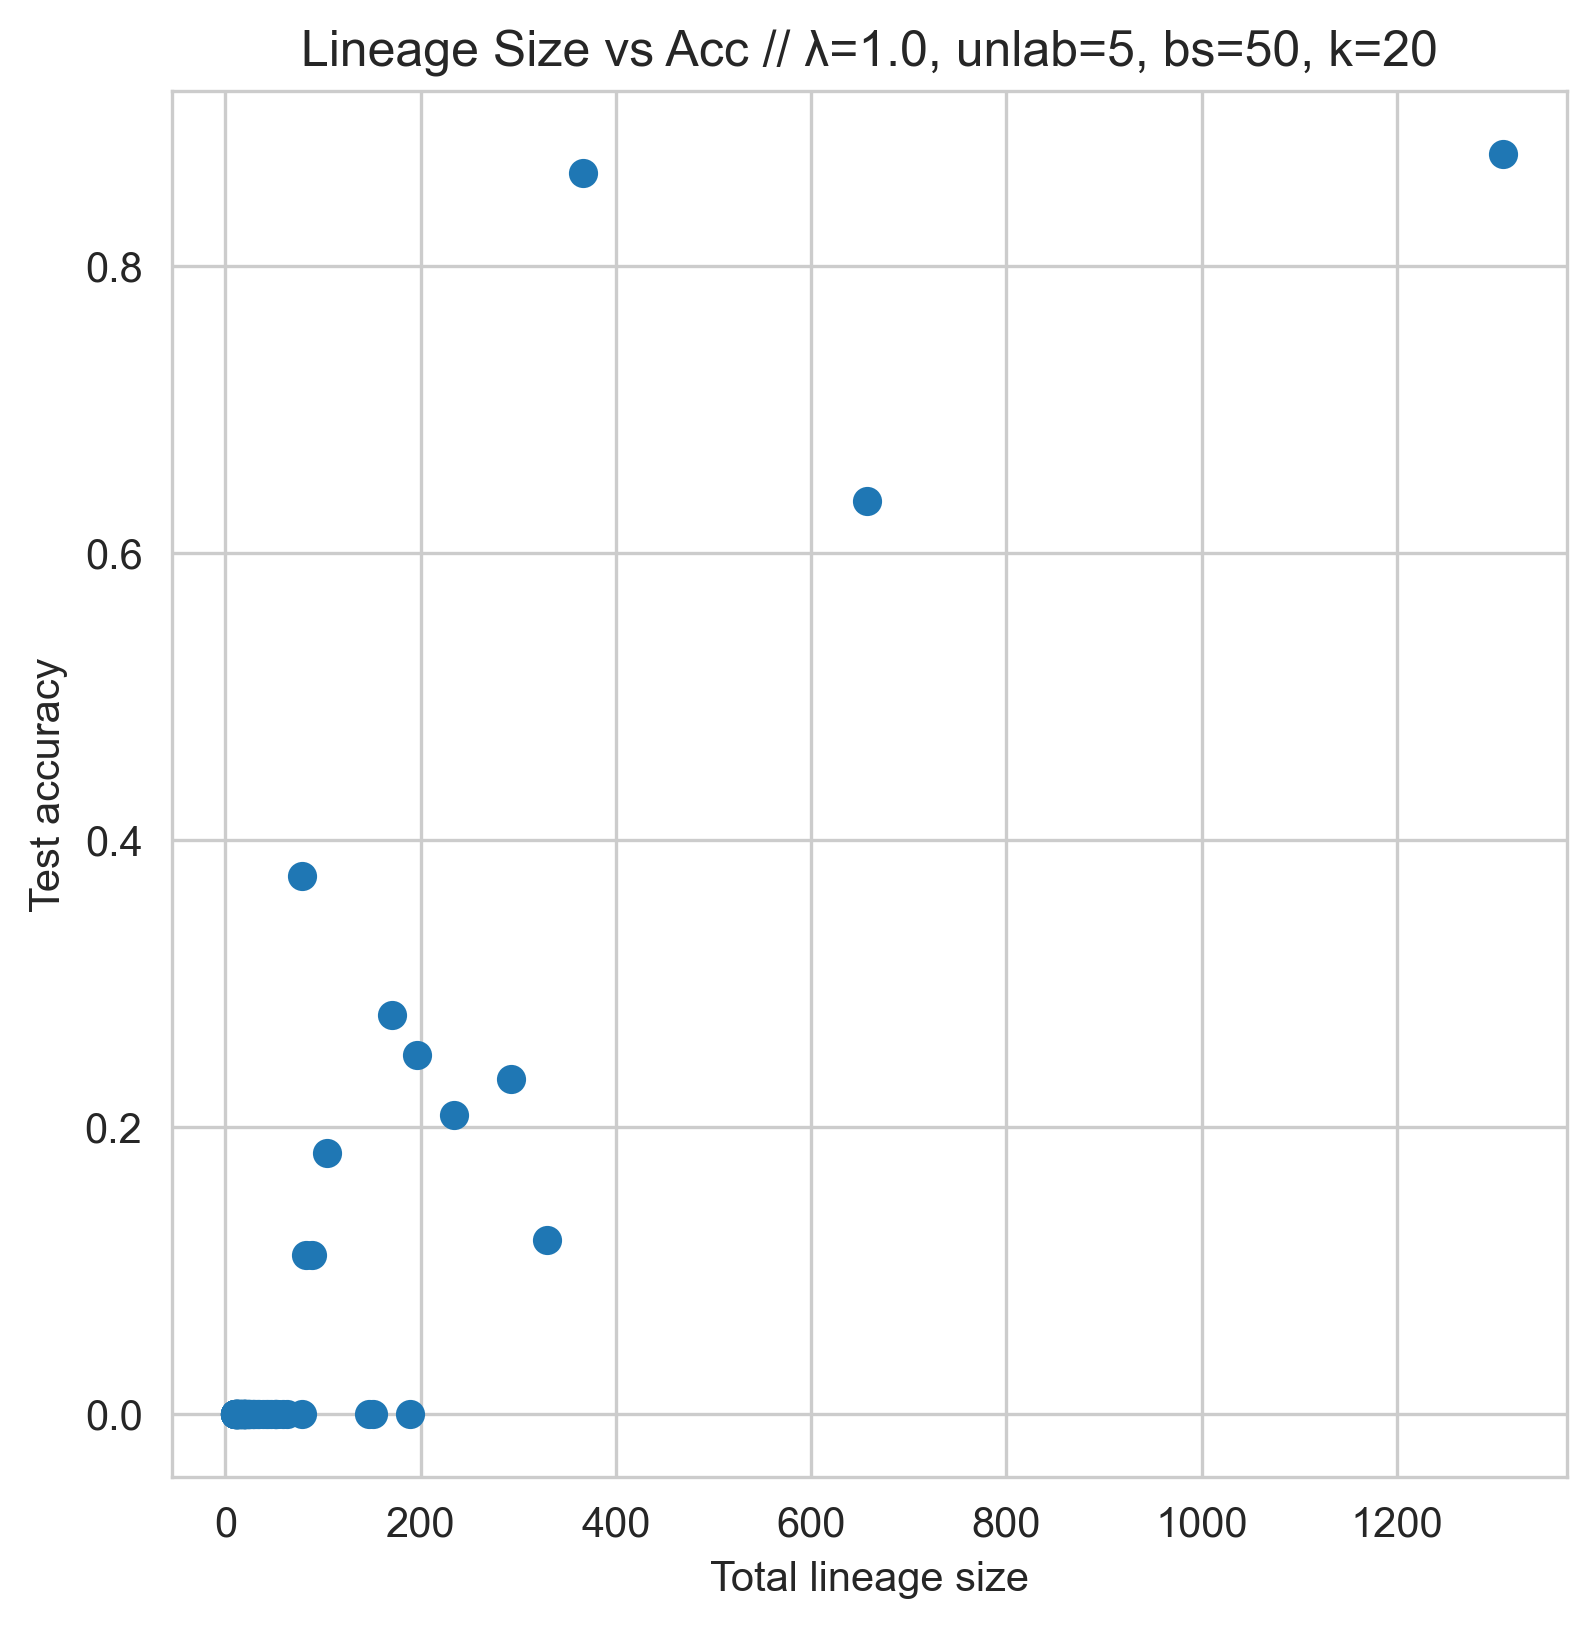 Lineage Size vs Acc // λ=1.0, unlab=5, bs=50, k=20
Test accuracy
0.8
0.6
0.4
0.2
0.0
0 200 400 600 800 1000 1200
Total lineage size